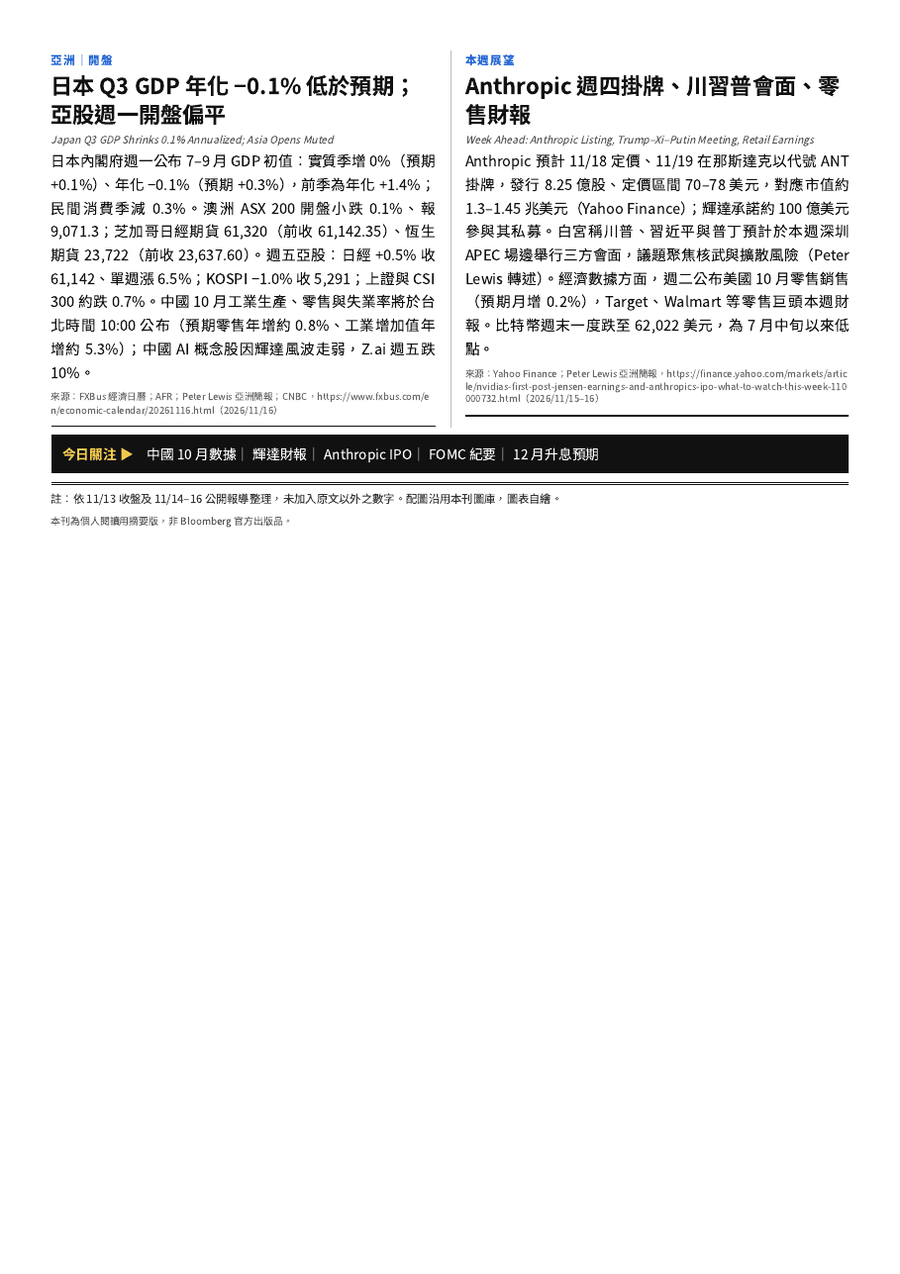 亞洲｜開盤
日本 Q3 GDP 年化 −0.1% 低於預期；
亞股週一開盤偏平
Japan Q3 GDP Shrinks 0.1% Annualized; Asia Opens Muted
日本內閣府週一公布 7–9 月 GDP 初值：實質季增 0%（預期
+0.1%）、年化 −0.1%（預期 +0.3%），前季為年化 +1.4%；
民間消費季減 0.3%。澳洲 ASX 200 開盤小跌 0.1%、報
9,071.3；芝加哥日經期貨 61,320（前收 61,142.35）、恆生
期貨 23,722（前收 23,637.60）。週五亞股：日經 +0.5% 收
61,142、單週漲 6.5%；KOSPI −1.0% 收 5,291；上證與 CSI
300 約跌 0.7%。中國 10 月工業生產、零售與失業率將於台
北時間 10:00 公布（預期零售年增約 0.8%、工業增加值年
增約 5.3%）；中國 AI 概念股因輝達風波走弱，Z.ai 週五跌
10%。
來源：FXBus 經濟日曆；AFR；Peter Lewis 亞洲簡報；CNBC，https://www.fxbus.com/e
n/economic-calendar/20261116.html（2026/11/16）
本週展望
Anthropic 週四掛牌、川習普會面、零
售財報
Week Ahead: Anthropic Listing, Trump–Xi–Putin Meeting, Retail Earnings
Anthropic 預計 11/18 定價、11/19 在那斯達克以代號 ANT
掛牌，發行 8.25 億股、定價區間 70–78 美元，對應市值約
1.3–1.45 兆美元（Yahoo Finance）；輝達承諾約 100 億美元
參與其私募。白宮稱川普、習近平與普丁預計於本週深圳
APEC 場邊舉行三方會面，議題聚焦核武與擴散風險（Peter
Lewis 轉述）。經濟數據方面，週二公布美國 10 月零售銷售
（預期月增 0.2%），Target、Walmart 等零售巨頭本週財
報。比特幣週末一度跌至 62,022 美元，為 7 月中旬以來低
點。
來源：Yahoo Finance；Peter Lewis 亞洲簡報，https://finance.yahoo.com/markets/artic
le/nvidias-first-post-jensen-earnings-and-anthropics-ipo-what-to-watch-this-week-110
000732.html（2026/11/15–16）
今日關注 ▶ 中國 10 月數據｜輝達財報｜Anthropic IPO｜FOMC 紀要｜12 月升息預期
註：依 11/13 收盤及 11/14–16 公開報導整理，未加入原文以外之數字。配圖沿用本刊圖庫，圖表自繪。
本刊為個人閱讀用摘要版，非 Bloomberg 官方出版品。